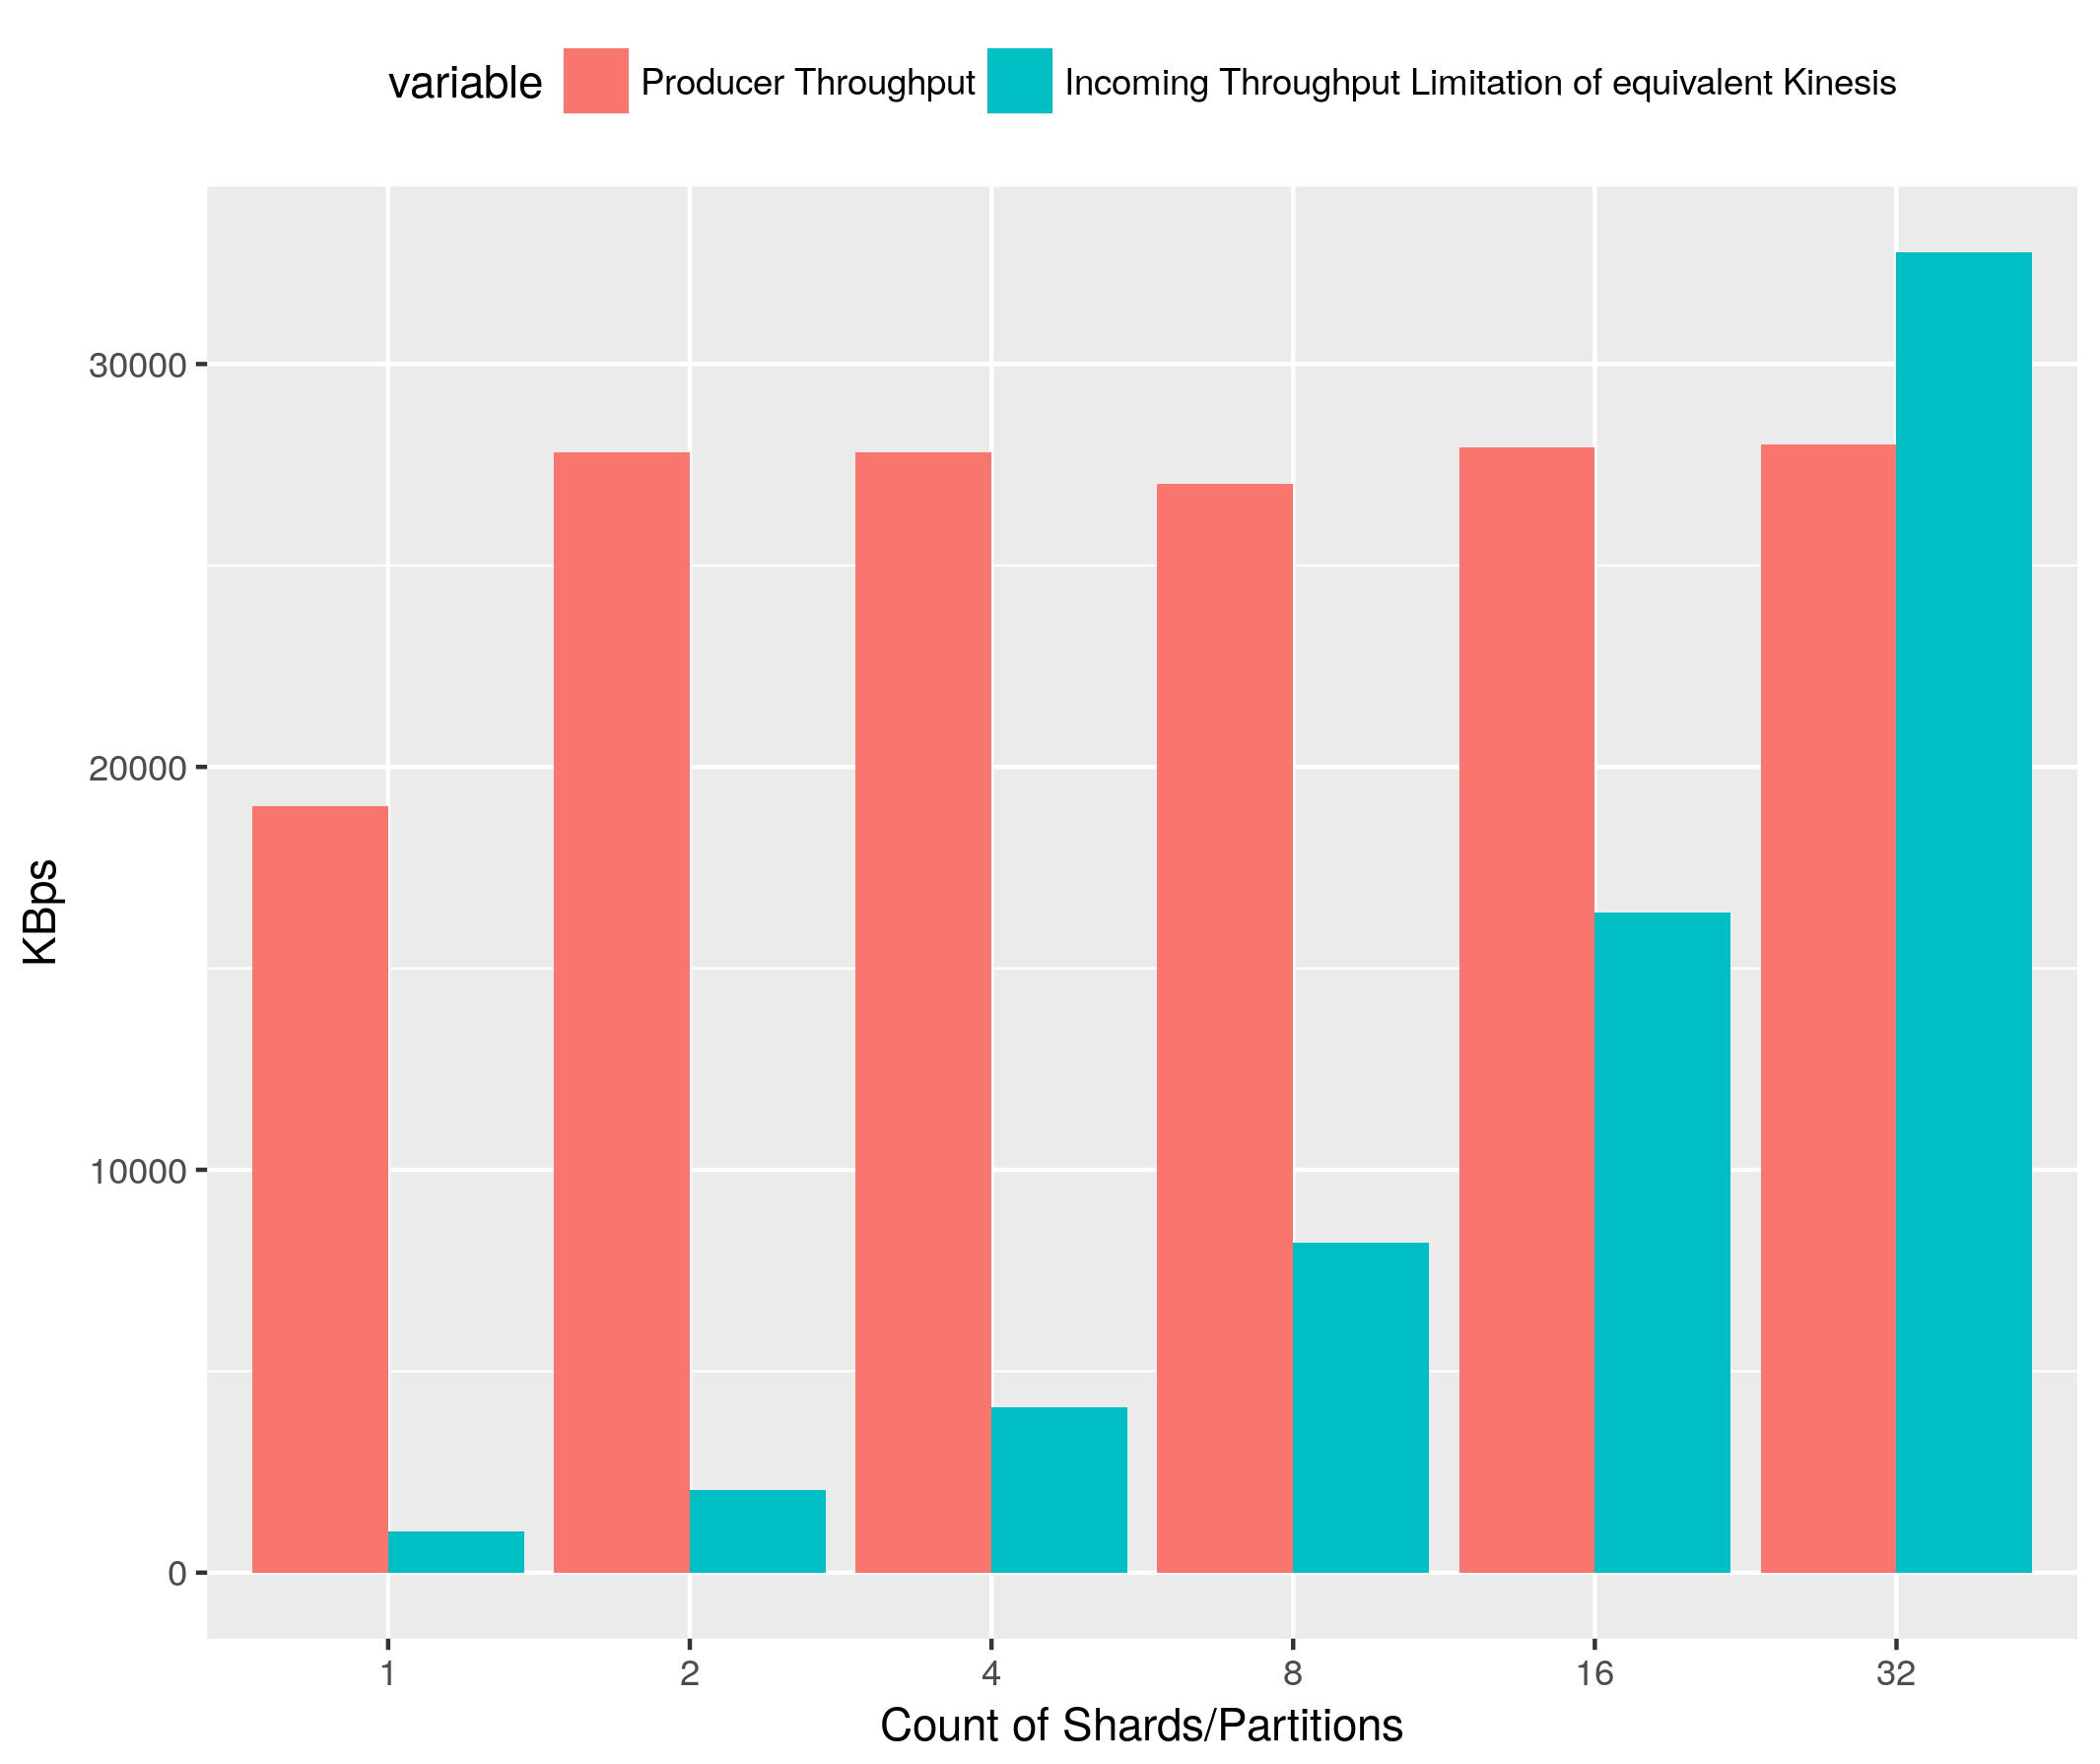 variable Producer Throughput Incoming Throughput Limitation of equivalent Kinesis
30000
20000
10000
0
KBps
1 2 4 8 16 32
Count of Shards/Partitions